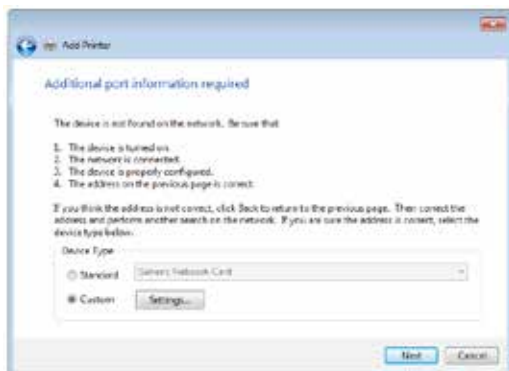 Add Printer
Additional port information required
The device is not found on the network. Be sure that:
1. The device is turned on.
2. The network is connected.
3. The device is properly configured.
4. The address on the previous page is correct.
If you think the address is not correct, click Back to return to the previous page. Then correct the
address and perform another search on the network. If you are sure the address is correct, select the
device type below.
Device Type
Standard Generic Network Card
Custom Settings...
Next Cancel